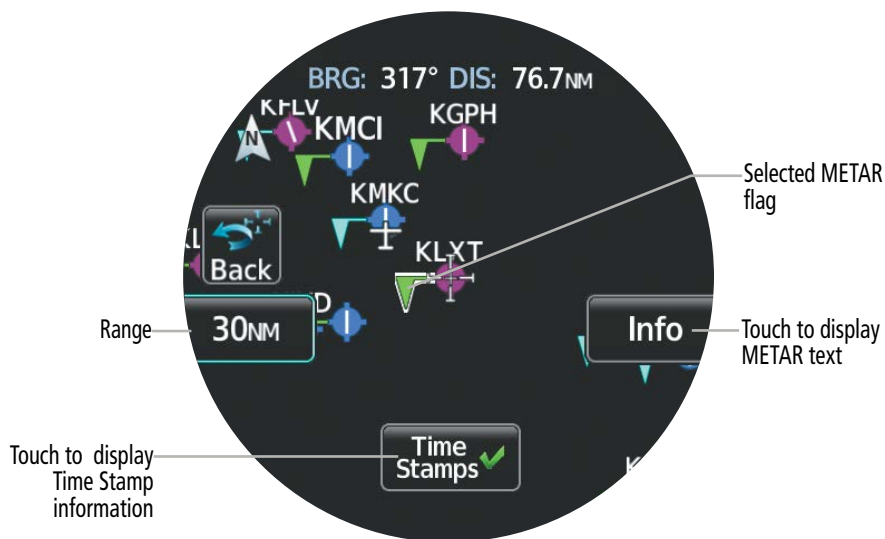 BRG: 317° DIS: 76.7NM
KFLV
KMCI
KGPH
N
KMKC
Selected METAR
flag
Back
KLXT
D
Range
30NM
Info
Touch to display
METAR text
Touch to display
Time Stamp
information
Time
Stamps
K